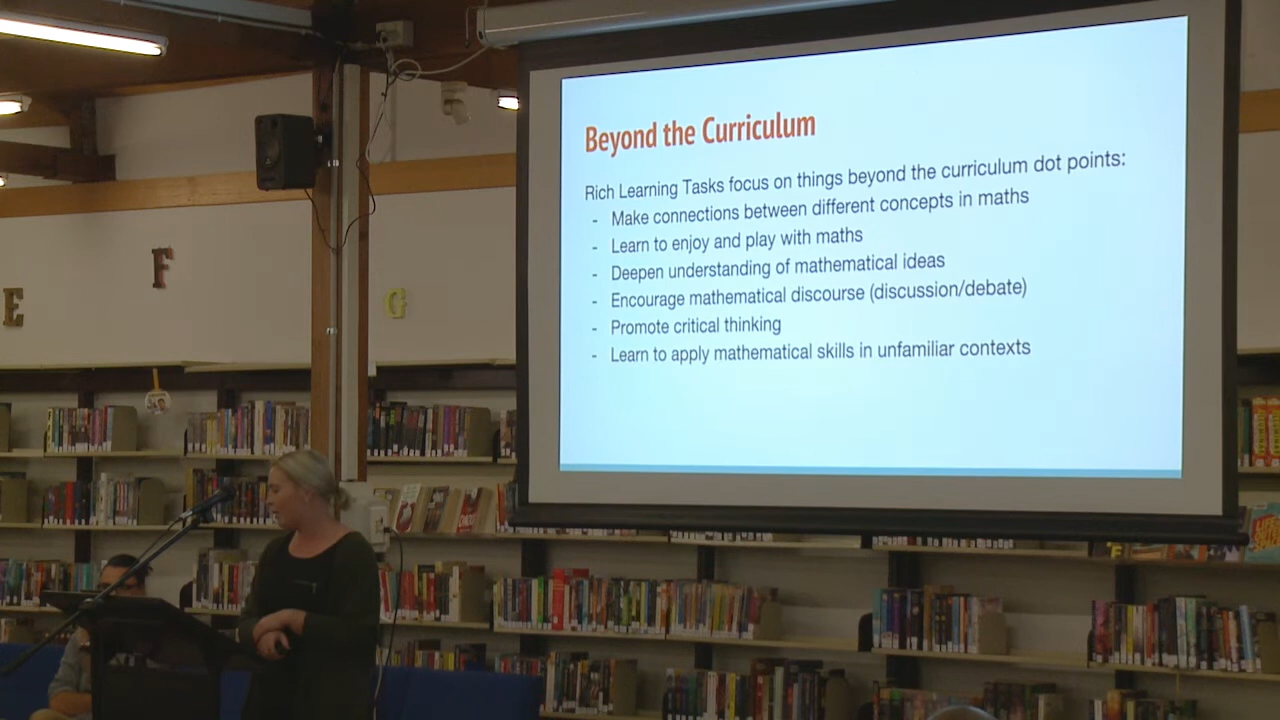 Beyond the Curriculum
Rich Learning Tasks focus on things beyond the curriculum dot points:
- Make connections between different concepts in maths
- Learn to enjoy and play with maths
- Deepen understanding of mathematical ideas
- Encourage mathematical discourse (discussion/debate)
- Promote critical thinking
- Learn to apply mathematical skills in unfamiliar contexts
E
F
G